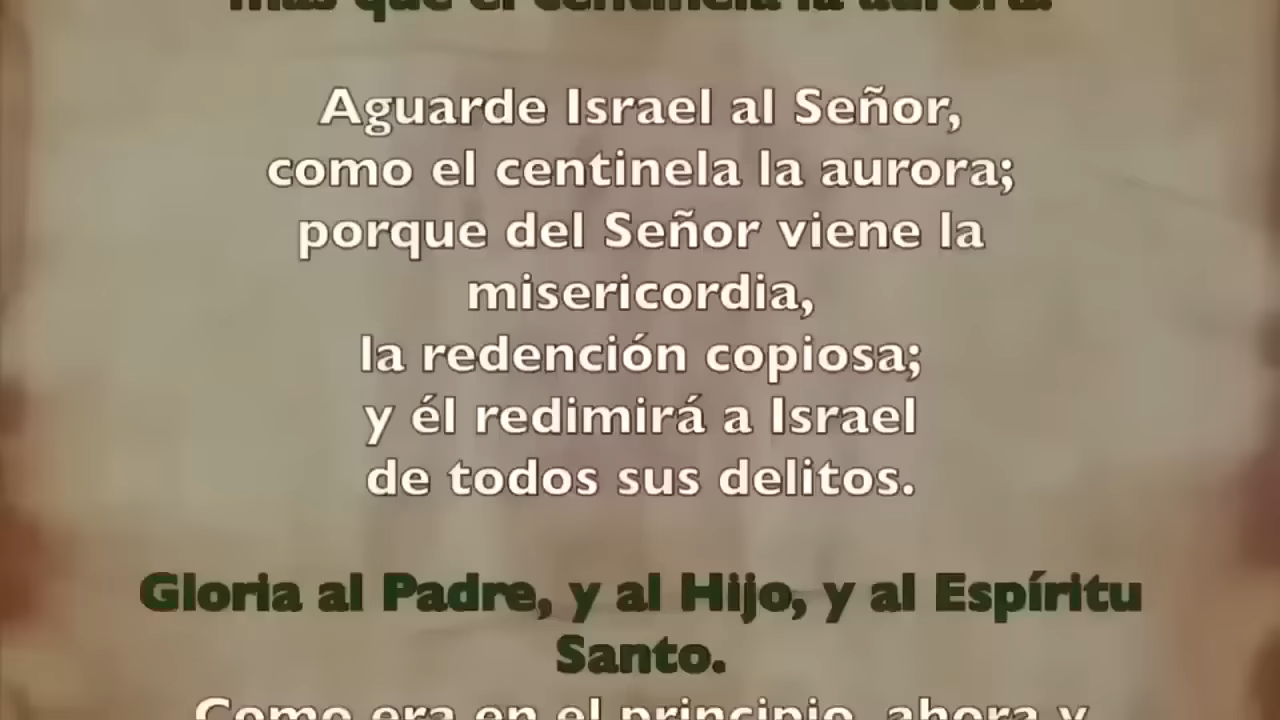 más que el centinela la aurora.
Aguarde Israel al Señor,
como el centinela la aurora;
porque del Señor viene la
misericordia,
la redención copiosa;
y él redimirá a Israel
de todos sus delitos.
Gloria al Padre, y al Hijo, y al Espíritu
Santo.
Como era en el principio, ahora y